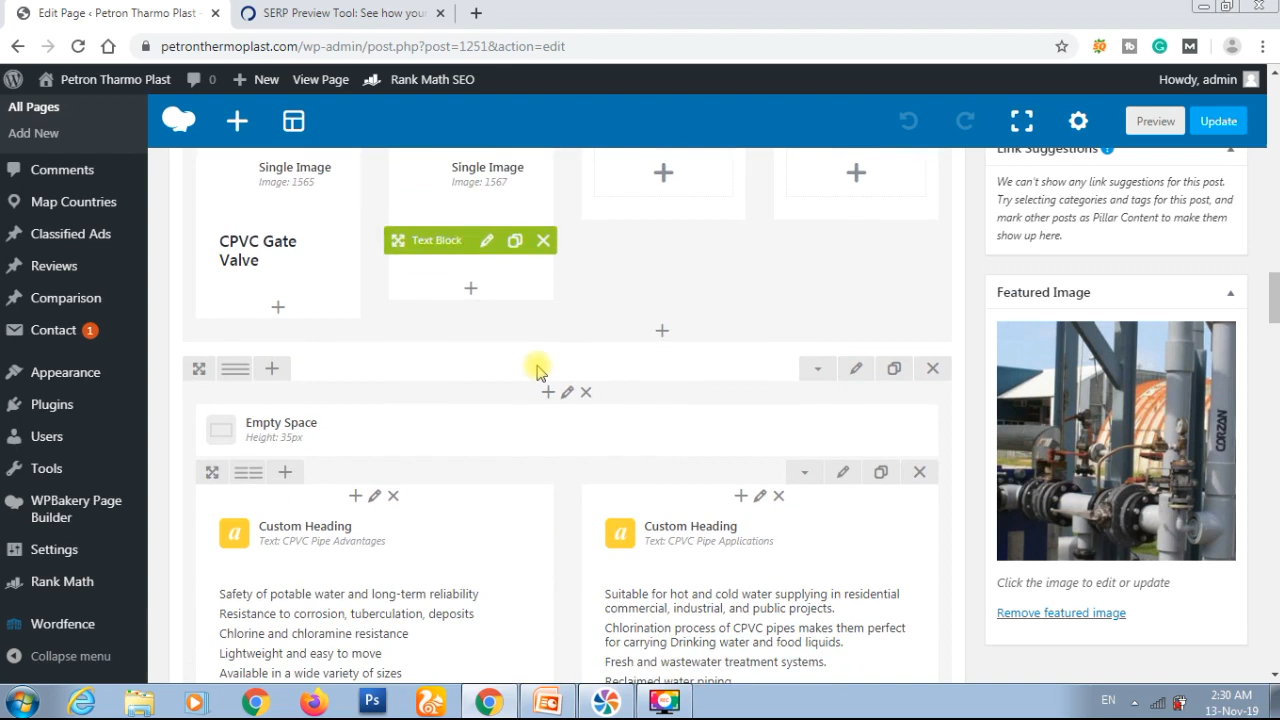 Edit Page ‹ Petron Tharmo Plast -
SERP Preview Tool: See how your
petronthermoplast.com/wp-admin/post.php?post=1251&action=edit
Petron Tharmo Plast
0
New
View Page
Rank Math SEO
Howdy, admin
All Pages
Add New
Comments
Map Countries
Classified Ads
Reviews
Comparison
Contact 1
Appearance
Plugins
Users
Tools
WPBakery Page
Builder
Settings
Rank Math
Wordfence
Collapse menu
Preview
Update
Single Image
Image: 1565
Single Image
Image: 1567
CPVC Gate
Valve
Text Block
Empty Space
Height: 35px
Custom Heading
Text: CPVC Pipe Advantages
Safety of potable water and long-term reliability
Resistance to corrosion, tuberculation, deposits
Chlorine and chloramine resistance
Lightweight and easy to move
Available in a wide variety of sizes
Custom Heading
Text: CPVC Pipe Applications
Suitable for hot and cold water supplying in residential
commercial, industrial, and public projects.
Chlorination process of CPVC pipes makes them perfect
for carrying Drinking water and food liquids.
Fresh and wastewater treatment systems.
Reclaimed water piping
Link Suggestions ?
We can't show any link suggestions for this post.
Try selecting categories and tags for this post, and
mark other posts as Pillar Content to make them
show up here.
Featured Image
CORZAN
Click the image to edit or update
Remove featured image
Ps
EN
2:30 AM
13-Nov-19